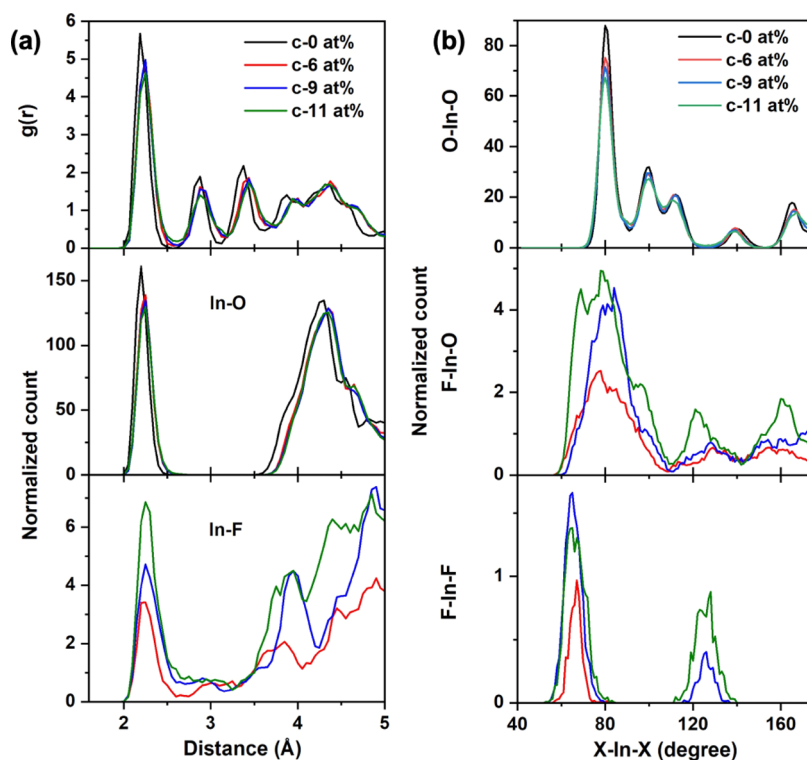 (a)
c-0 at%
c-6 at%
c-9 at%
c-11 at%
g(r)
6
5
4
3
2
1
0
In-O
150
125
100
75
50
25
0
In-F
Normalized count
6
4
2
0
2
3
4
5
Distance (Å)
(b)
c-0 at%
c-6 at%
c-9 at%
c-11 at%
O-In-O
80
60
40
20
0
Normalized count
F-In-O
4
2
0
F-In-F
1
0
40
80
120
160
X-In-X (degree)